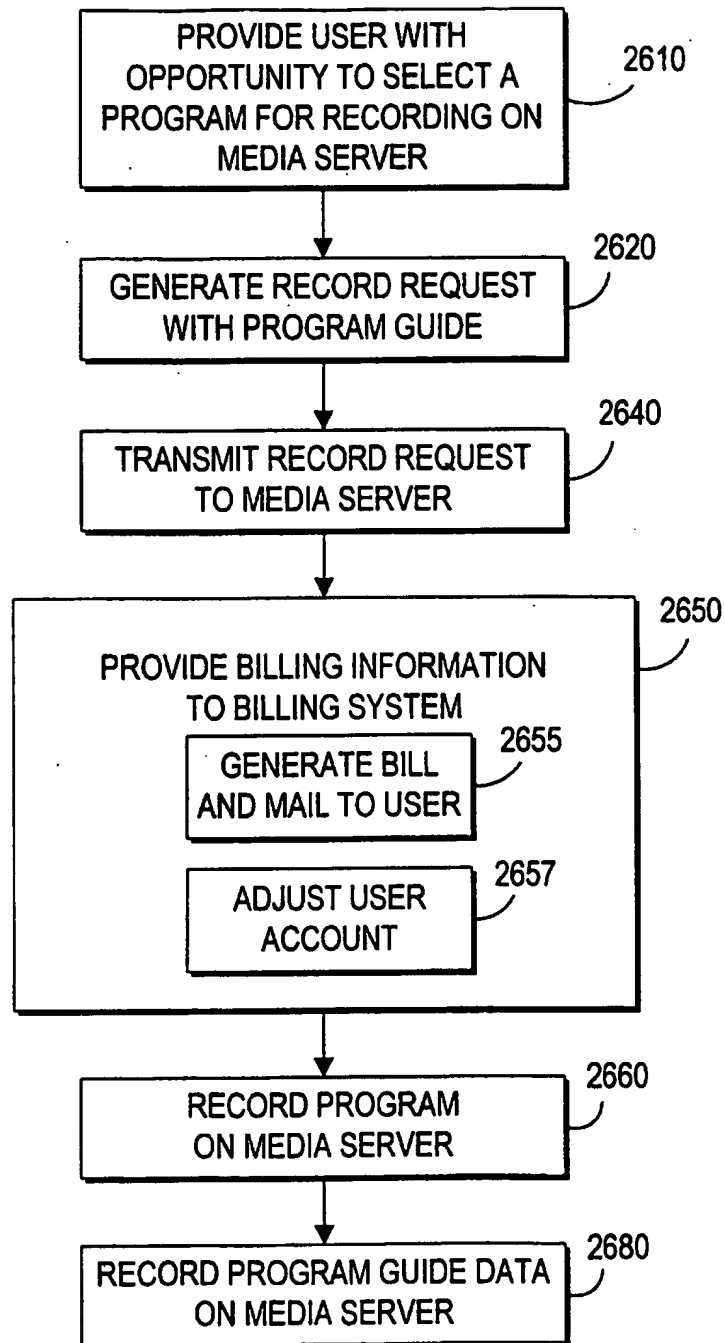 PROVIDE USER WITH
OPPORTUNITY TO SELECT A
PROGRAM FOR RECORDING ON
MEDIA SERVER
2610
GENERATE RECORD REQUEST
WITH PROGRAM GUIDE
2620
TRANSMIT RECORD REQUEST
TO MEDIA SERVER
2640
PROVIDE BILLING INFORMATION
TO BILLING SYSTEM
2650
GENERATE BILL
AND MAIL TO USER
2655
ADJUST USER
ACCOUNT
2657
RECORD PROGRAM
ON MEDIA SERVER
2660
RECORD PROGRAM GUIDE DATA
ON MEDIA SERVER
2680